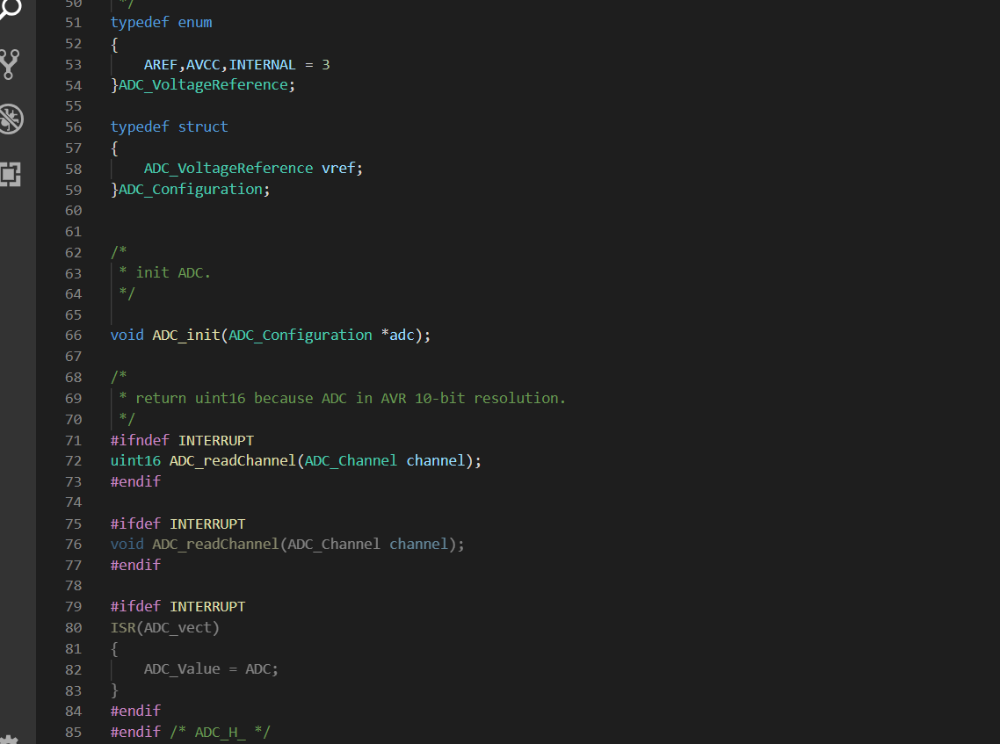 50 */
51 typedef enum
52 {
53 AREF,AVCC,INTERNAL = 3
54 }ADC_VoltageReference;
55
56 typedef struct
57 {
58 ADC_VoltageReference vref;
59 }ADC_Configuration;
60
61
62 /*
63 * init ADC.
64 */
65
66 void ADC_init(ADC_Configuration *adc);
67
68 /*
69 * return uint16 because ADC in AVR 10-bit resolution.
70 */
71 #ifndef INTERRUPT
72 uint16 ADC_readChannel(ADC_Channel channel);
73 #endif
74
75 #ifdef INTERRUPT
76 void ADC_readChannel(ADC_Channel channel);
77 #endif
78
79 #ifdef INTERRUPT
80 ISR(ADC_vect)
81 {
82 ADC_Value = ADC;
83 }
84 #endif
85 #endif /* ADC_H_ */